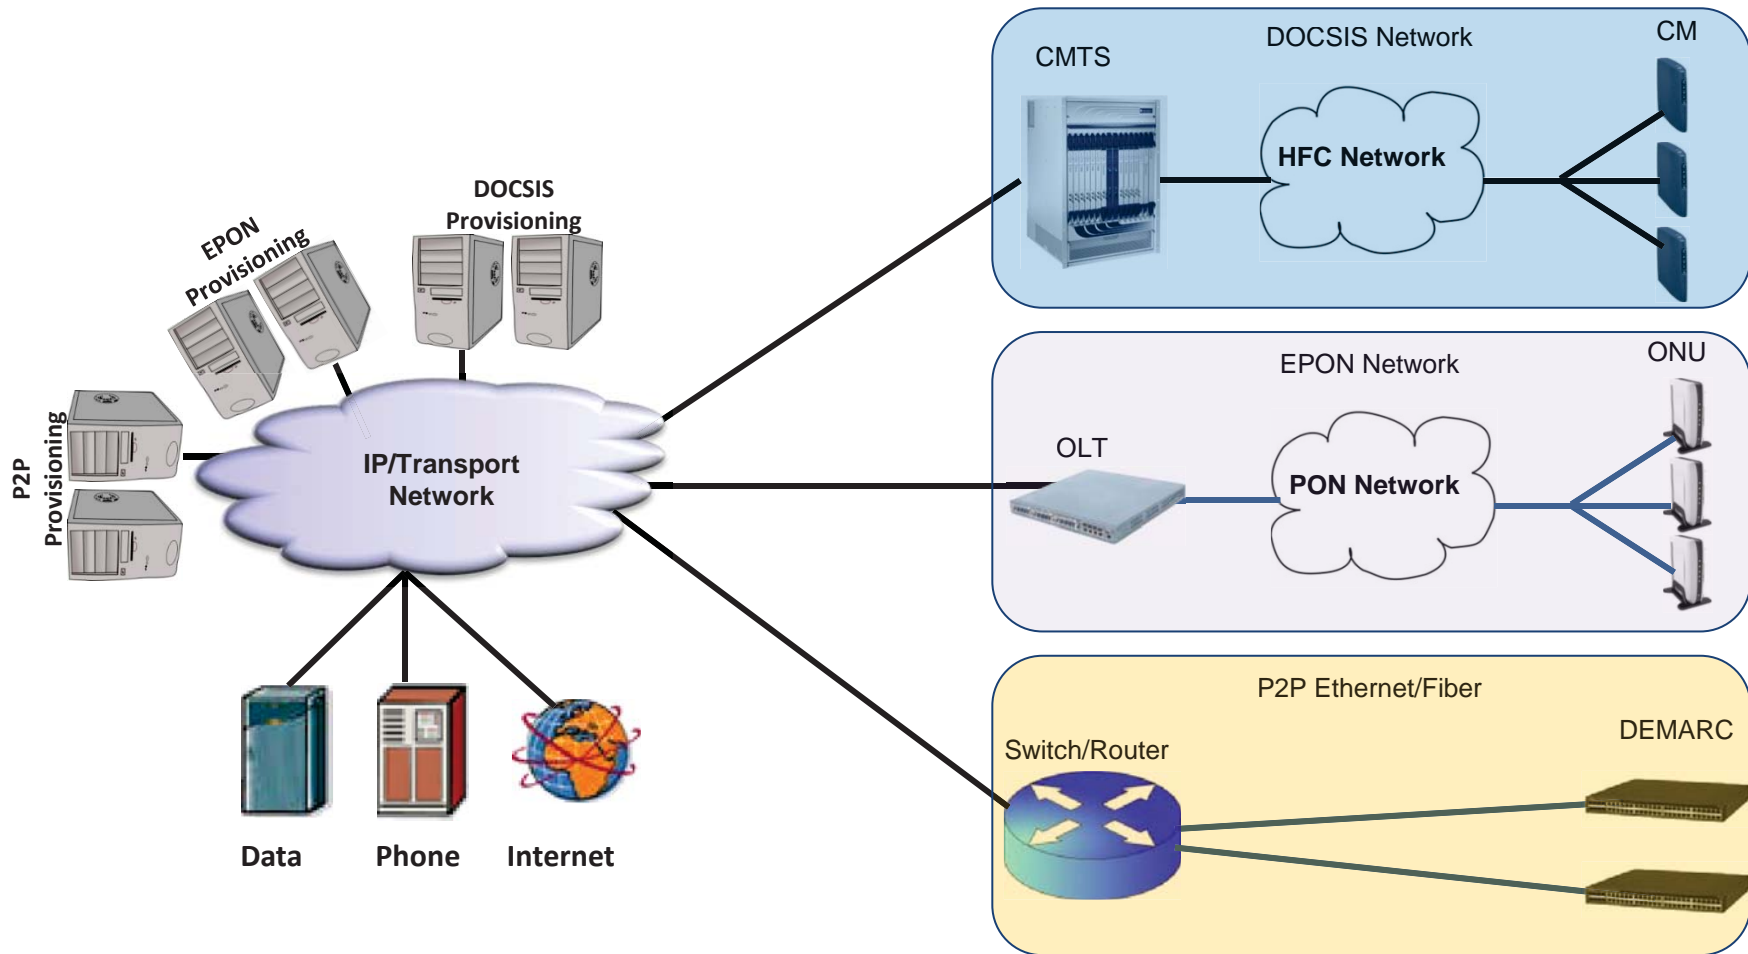 DOCSIS Network
CM
CMTS
HFC Network
DOCSIS
Provisioning
EPON
Provisioning
P2P
Provisioning
IP/Transport
Network
EPON Network
ONU
OLT
PON Network
P2P Ethernet/Fiber
DEMARC
Switch/Router
Data
Phone
Internet